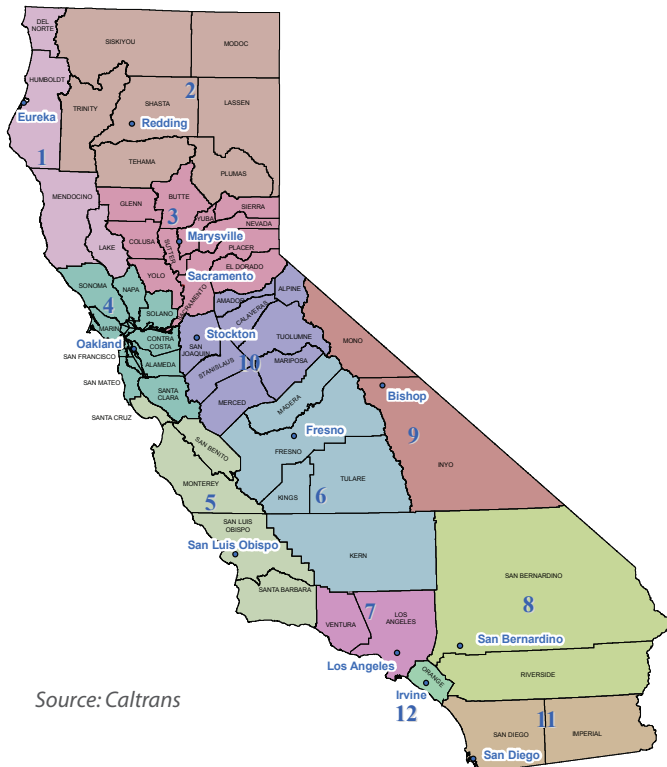 DEL
NORTE
SISKIYOU
MODOC
HUMBOLDT
2
TRINITY
SHASTA
LASSEN
Eureka
Redding
1
TEHAMA
PLUMAS
MENDOCINO
GLENN
BUTTE
SIERRA
3
YUBA
NEVADA
COLUSA
SUTTER
Marysville
PLACER
LAKE
YOLO
Sacramento
EL DORADO
SONOMA
NAPA
SACRAMENTO
ALPINE
4
SOLANO
AMADOR
CALAVERAS
MARIN
Stockton
TUOLUMNE
MONO
Oakland
CONTRA
COSTA
SAN
JOAQUIN
SAN FRANCISCO
ALAMEDA
STANISLAUS
10
MARIPOSA
SAN MATEO
SANTA
CLARA
MERCED
MADERA
Bishop
SANTA CRUZ
Fresno
9
SAN BENITO
FRESNO
INYO
MONTEREY
TULARE
5
KINGS
6
SAN LUIS
OBISPO
San Luis Obispo
KERN
SAN BERNARDINO
SANTA BARBARA
8
7
VENTURA
LOS
ANGELES
San Bernardino
Los Angeles
ORANGE
RIVERSIDE
Irvine
12
Source: Caltrans
11
SAN DIEGO
IMPERIAL
San Diego